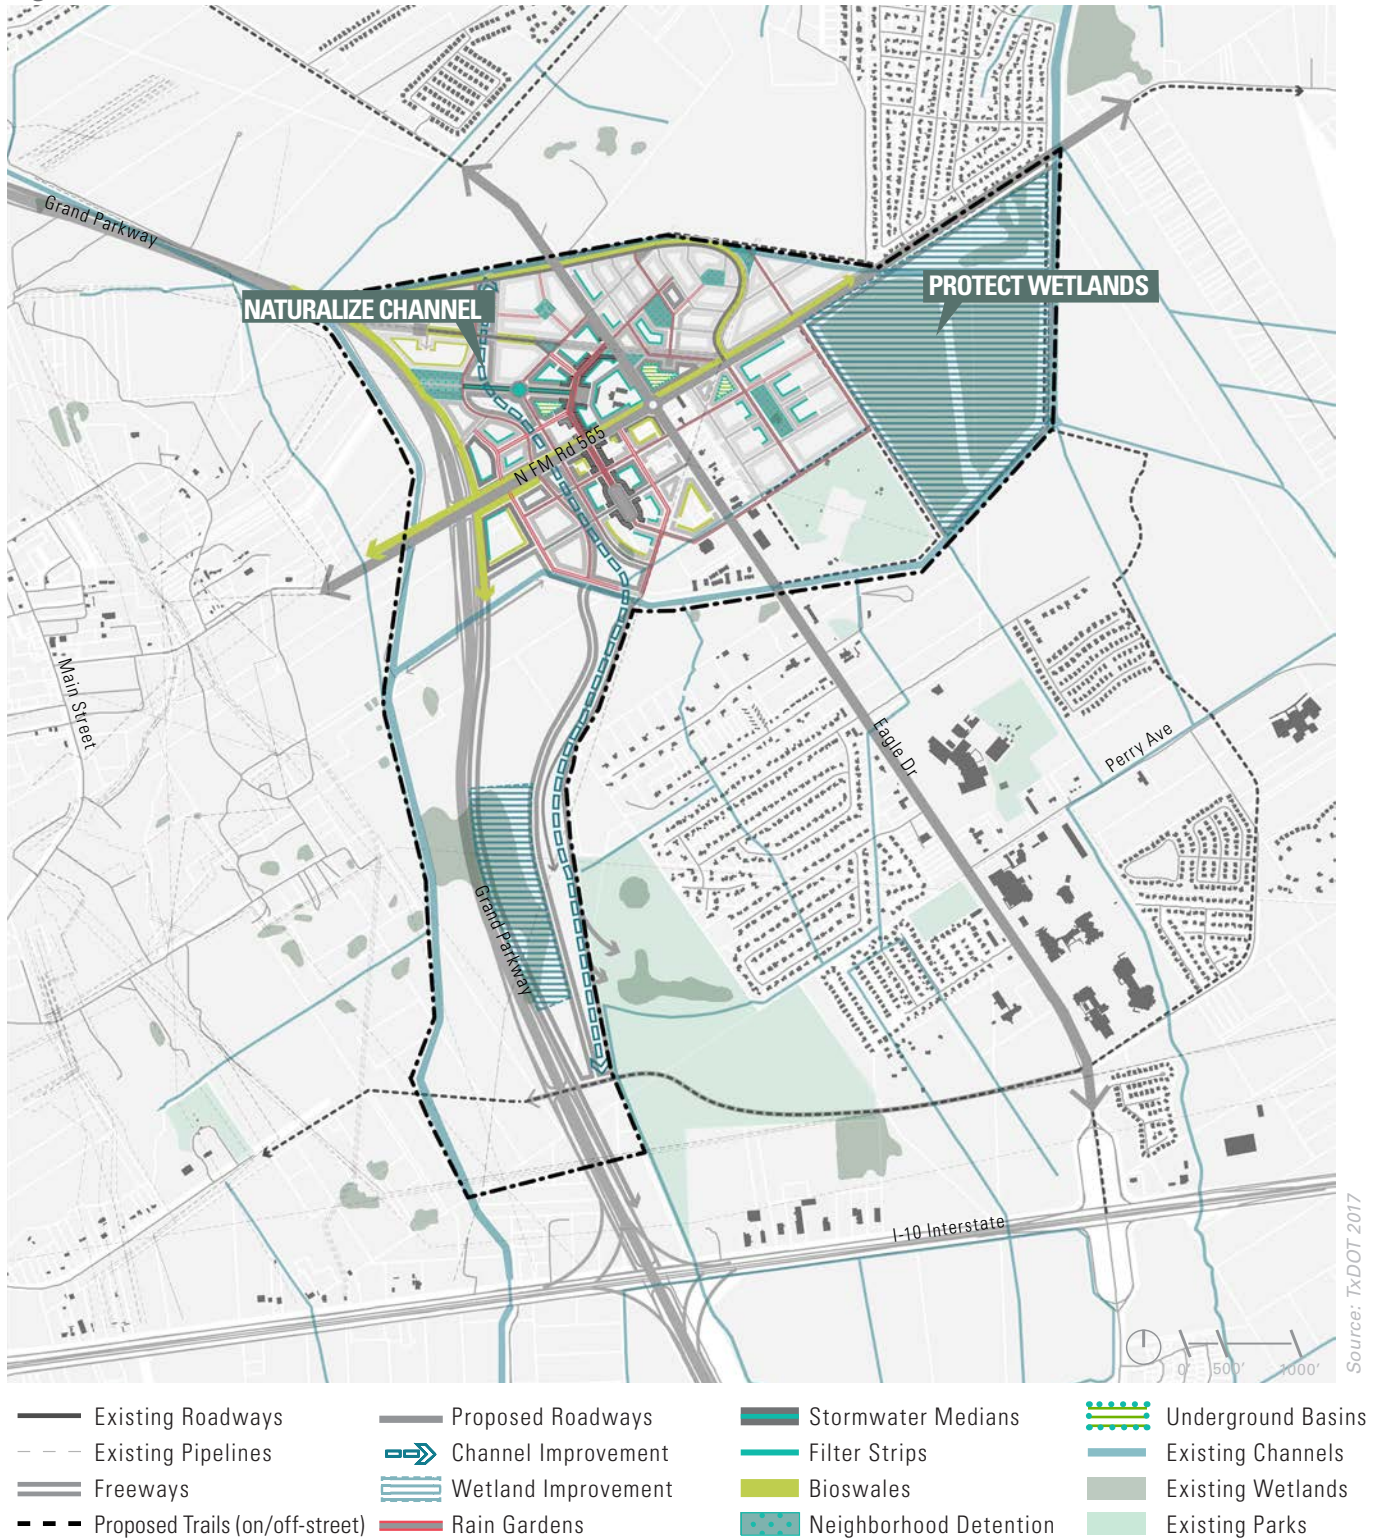 Grand Parkway
PROTECT WETLANDS
NATURALIZE CHANNEL
N FM Rd 565
Main Street
Eagle Dr
Perry Ave
Grand Parkway
I-10 Interstate
0' 500' 1000'
Source: TxDOT 2017
Existing Roadways
Existing Pipelines
Freeways
Proposed Trails (on/off-street)
Proposed Roadways
Channel Improvement
Wetland Improvement
Rain Gardens
Stormwater Medians
Filter Strips
Bioswales
Neighborhood Detention
Underground Basins
Existing Channels
Existing Wetlands
Existing Parks